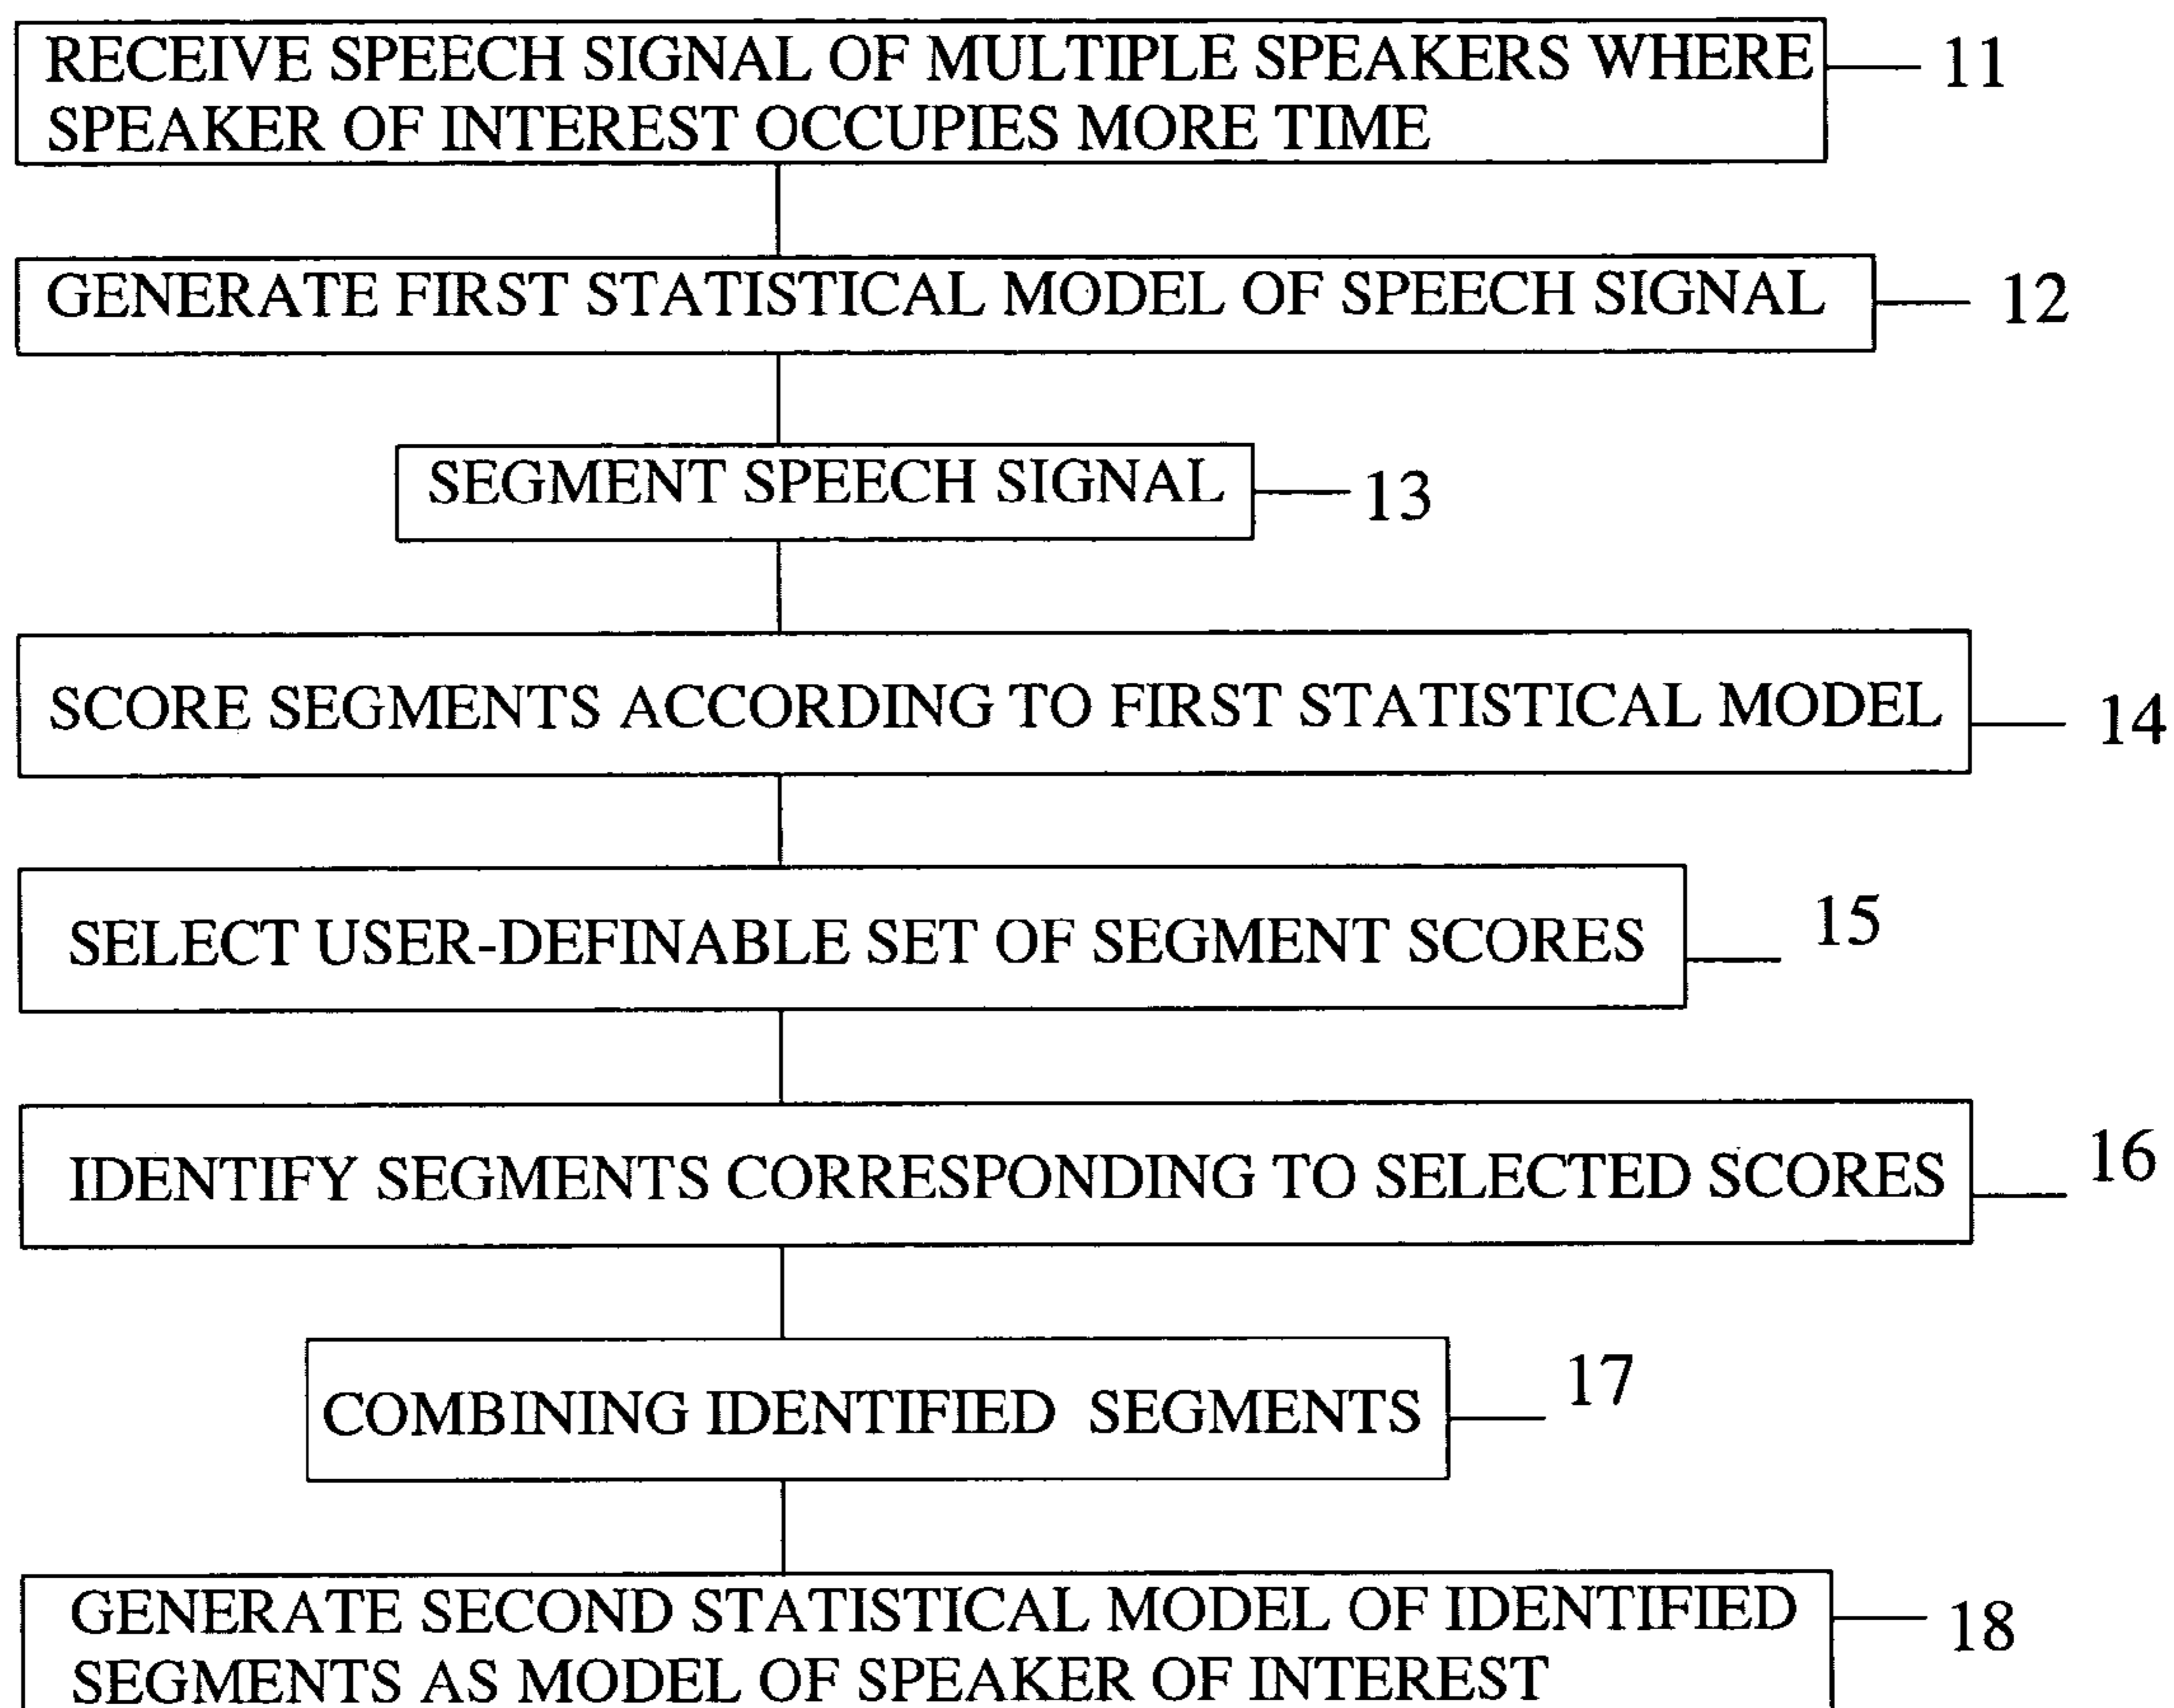 RECEIVE SPEECH SIGNAL OF MULTIPLE SPEAKERS WHERE 11
SPEAKER OF INTEREST OCCUPIES MORE TIME
GENERATE FIRST STATISTICAL MODEL OF SPEECH SIGNAL 12
SEGMENT SPEECH SIGNAL 13
SCORE SEGMENTS ACCORDING TO FIRST STATISTICAL MODEL 14
SELECT USER-DEFINABLE SET OF SEGMENT SCORES 15
IDENTIFY SEGMENTS CORRESPONDING TO SELECTED SCORES 16
COMBINING IDENTIFIED SEGMENTS 17
GENERATE SECOND STATISTICAL MODEL OF IDENTIFIED 18
SEGMENTS AS MODEL OF SPEAKER OF INTEREST